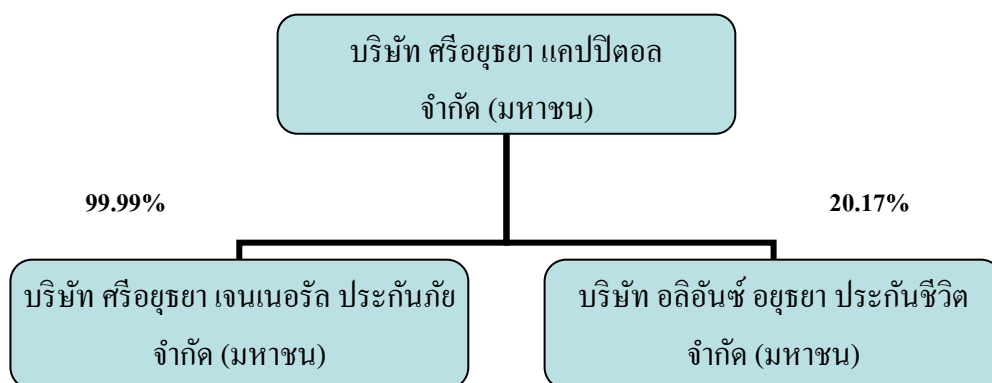 บริษัท ศรีอยุธยา แคปปิตอล
จำกัด (มหาชน)
99.99%
20.17%
บริษัท ศรีอยุธยา เจนเนอรัล ประกันภัย
จำกัด (มหาชน)
บริษัท อลิอันซ์ อยุธยา ประกันชีวิต
จำกัด (มหาชน)